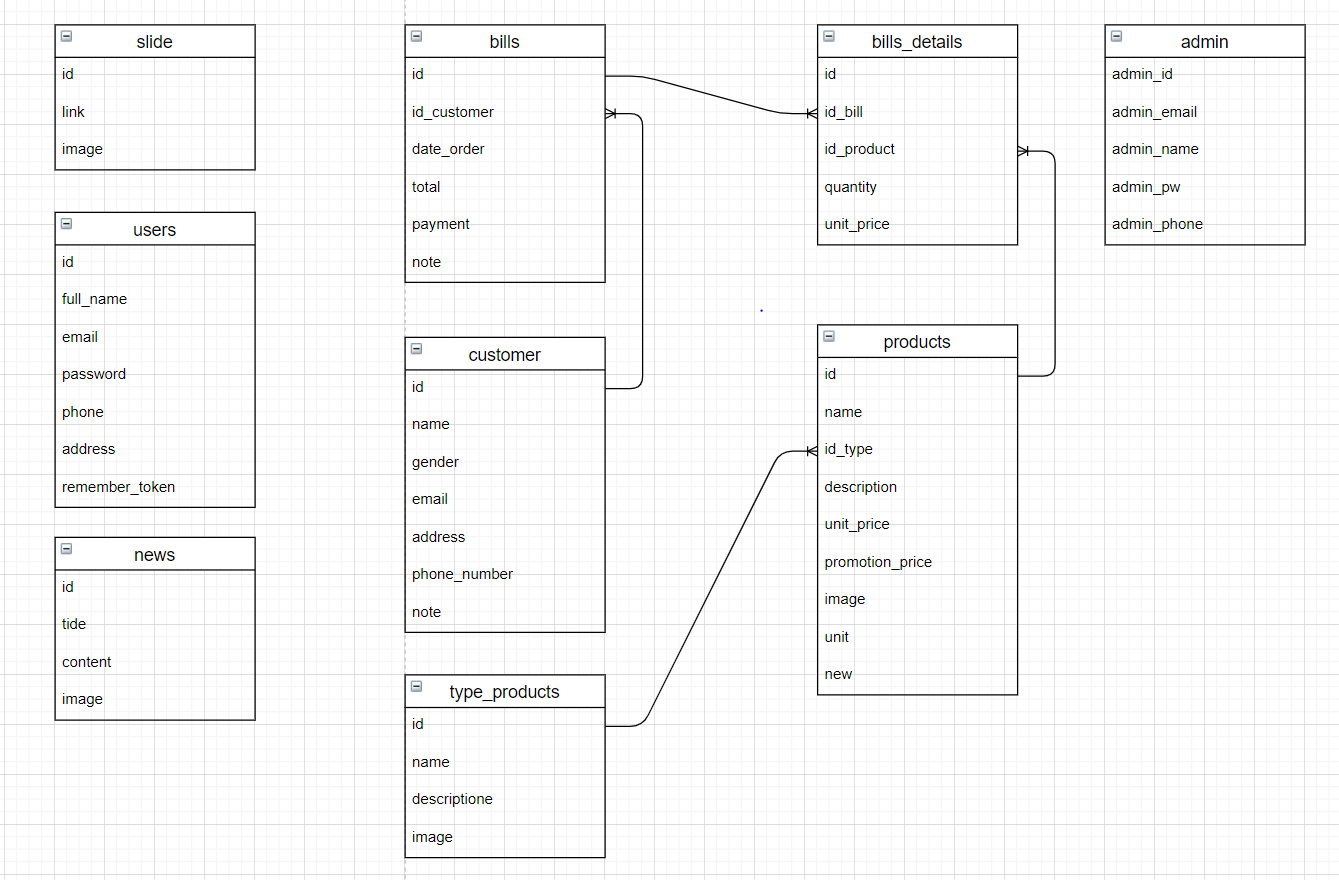 slide
id
link
image
users
id
full_name
email
password
phone
address
remember_token
news
id
tide
content
image
bills
id
id_customer
date_order
total
payment
note
customer
id
name
gender
email
address
phone_number
note
type_products
id
name
descriptione
image
bills_details
id
id_bill
id_product
quantity
unit_price
products
id
name
id_type
description
unit_price
promotion_price
image
unit
new
admin
admin_id
admin_email
admin_name
admin_pw
admin_phone